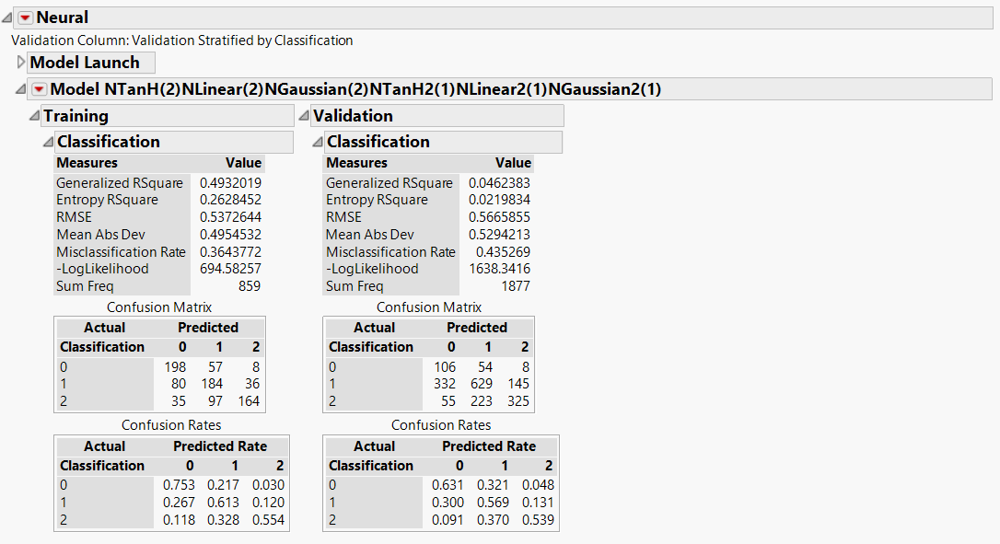 Neural
Validation Column: Validation Stratified by Classification
Model Launch
Model NTanH(2)NLinear(2)NGaussian(2)NTanH2(1)NLinear2(1)NGaussian2(1)
Training
Classification
Measures Value
Generalized RSquare 0.4932019
Entropy RSquare 0.2628452
RMSE 0.5372644
Mean Abs Dev 0.4954532
Misclassification Rate 0.3643772
-LogLikelihood 694.58257
Sum Freq 859
Confusion Matrix
Actual Predicted
Classification 0 1 2
0 198 57 8
1 80 184 36
2 35 97 164
Confusion Rates
Actual Predicted Rate
Classification 0 1 2
0 0.753 0.217 0.030
1 0.267 0.613 0.120
2 0.118 0.328 0.554
Validation
Classification
Measures Value
Generalized RSquare 0.0462383
Entropy RSquare 0.0219834
RMSE 0.5665855
Mean Abs Dev 0.5294213
Misclassification Rate 0.435269
-LogLikelihood 1638.3416
Sum Freq 1877
Confusion Matrix
Actual Predicted
Classification 0 1 2
0 106 54 8
1 332 629 145
2 55 223 325
Confusion Rates
Actual Predicted Rate
Classification 0 1 2
0 0.631 0.321 0.048
1 0.300 0.569 0.131
2 0.091 0.370 0.539